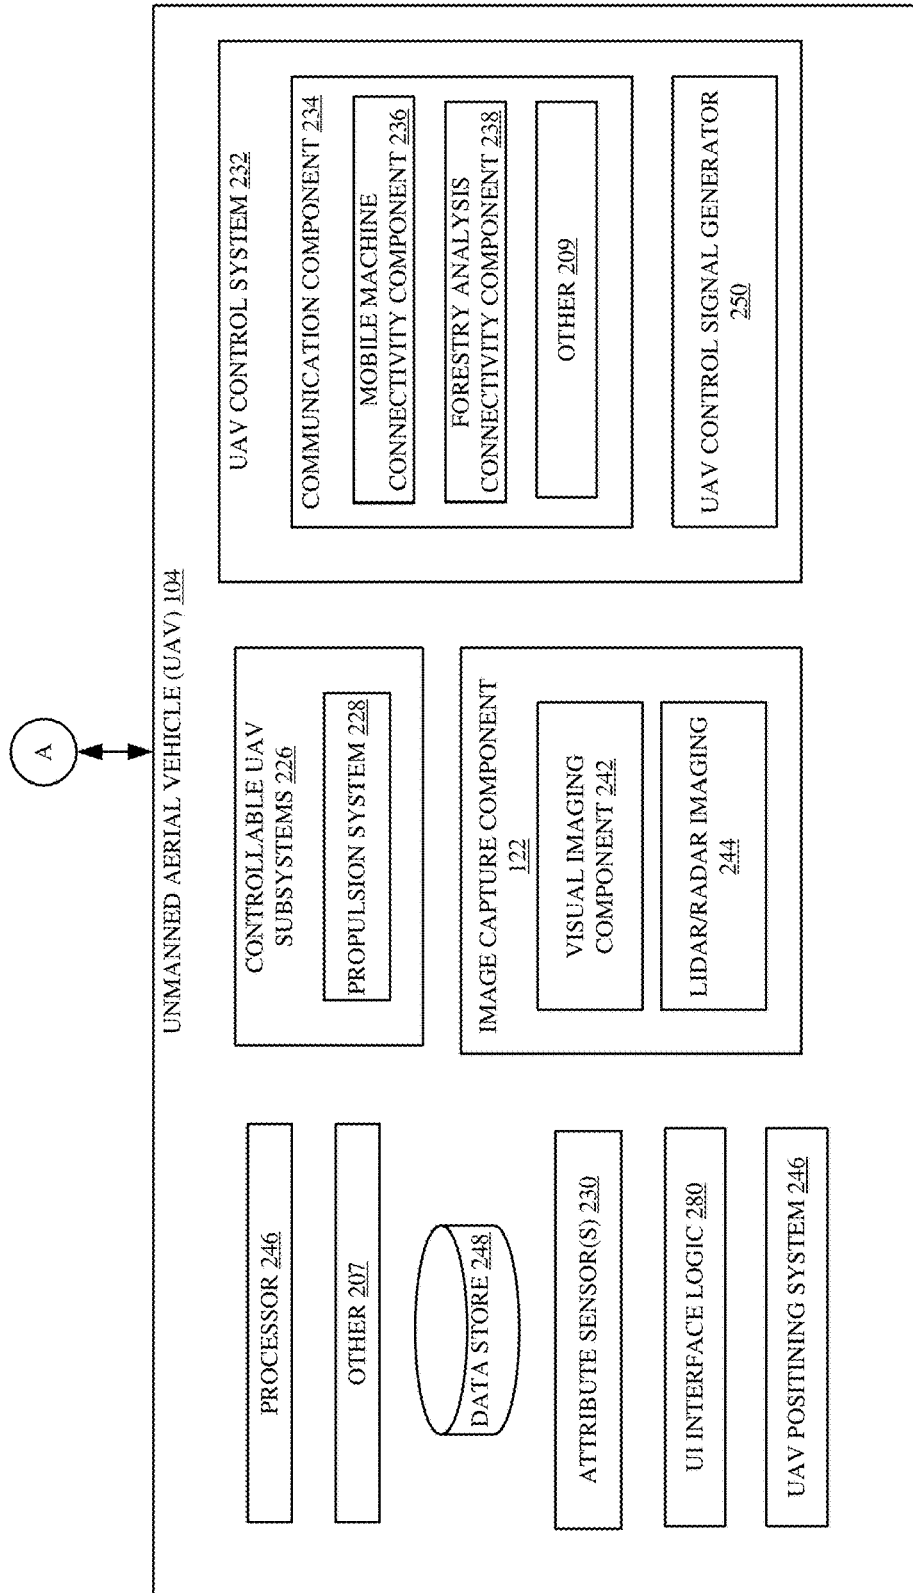 A
UNMANNED AERIAL VEHICLE (UAV) 104
PROCESSOR 246
OTHER 207
DATA STORE 248
ATTRIBUTE SENSOR(S) 230
UI INTERFACE LOGIC 280
UAV POSITINING SYSTEM 246
CONTROLLABLE UAV
SUBSYSTEMS 226
PROPULSION SYSTEM 228
IMAGE CAPTURE COMPONENT
122
VISUAL IMAGING
COMPONENT 242
LIDAR/RADAR IMAGING
244
UAV CONTROL SYSTEM 232
COMMUNICATION COMPONENT 234
MOBILE MACHINE
CONNECTIVITY COMPONENT 236
FORESTRY ANALYSIS
CONNECTIVITY COMPONENT 238
OTHER 209
UAV CONTROL SIGNAL GENERATOR
250